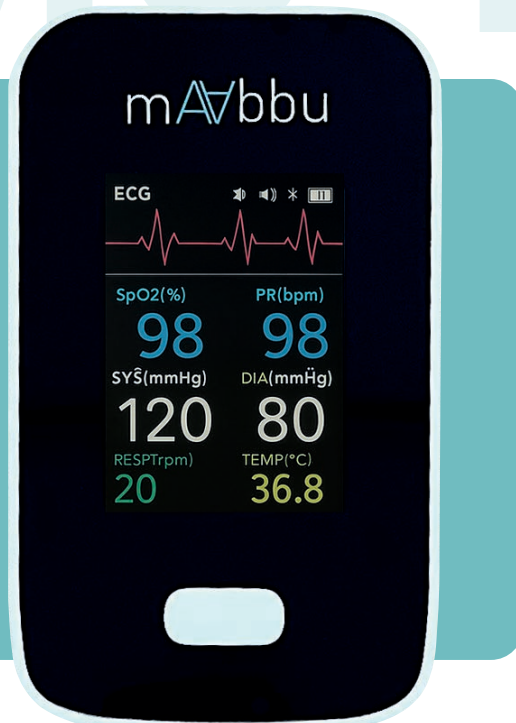 mAAbbu
ECG
SpO2(%) PR(bpm)
98 98
SYŜ(mmHg) DIA(mmḦg)
120 80
RESPTrpm) TEMP(°C)
20 36.8